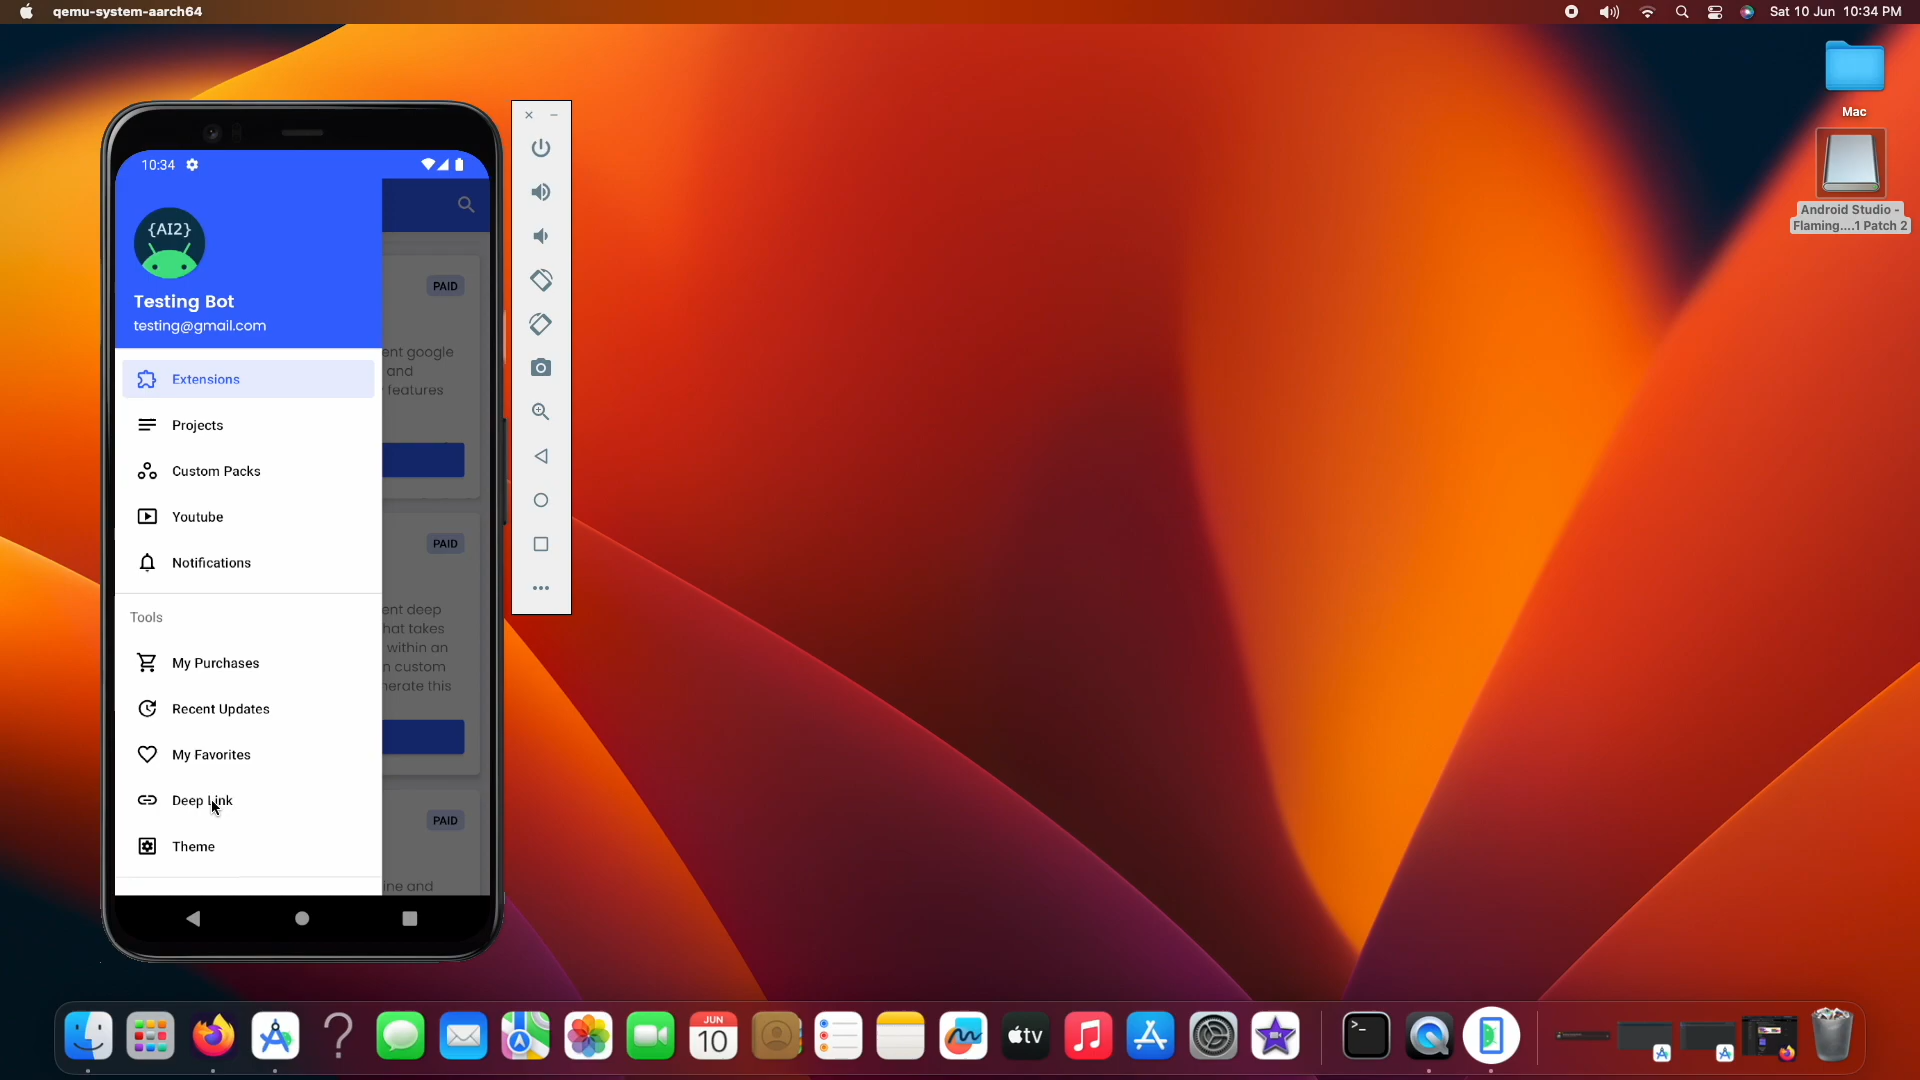 qemu-system-aarch64
Sat 10 Jun 10:34 PM
Mac
Android Studio -
Flaming....1 Patch 2
10:34
{AI2}
Testing Bot
testing@gmail.com
Extensions
Projects
Custom Packs
Youtube
Notifications
Tools
My Purchases
Recent Updates
My Favorites
Deep Link
Theme
PAID
ent google
and
features
PAID
ent deep
hat takes
within an
n custom
nerate this
PAID
ine and
JUN
10
tv
>_